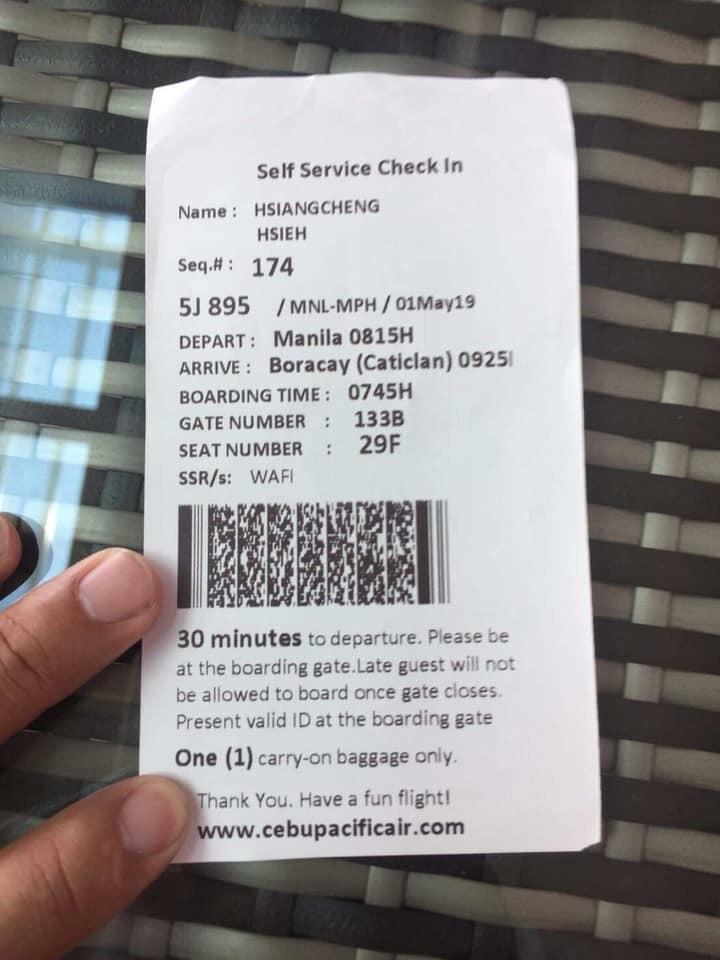 Self Service Check In
Name : HSIANGCHENG
HSIEH
Seq.# : 174
5J 895 / MNL-MPH / 01May19
DEPART : Manila 0815H
ARRIVE : Boracay (Caticlan) 0925
BOARDING TIME : 0745H
GATE NUMBER : 133B
SEAT NUMBER : 29F
SSR/s: WAFI
30 minutes to departure. Please be
at the boarding gate.Late guest will not
be allowed to board once gate closes.
Present valid ID at the boarding gate
One (1) carry-on baggage only.
Thank You. Have a fun flight!
www.cebupacificair.com